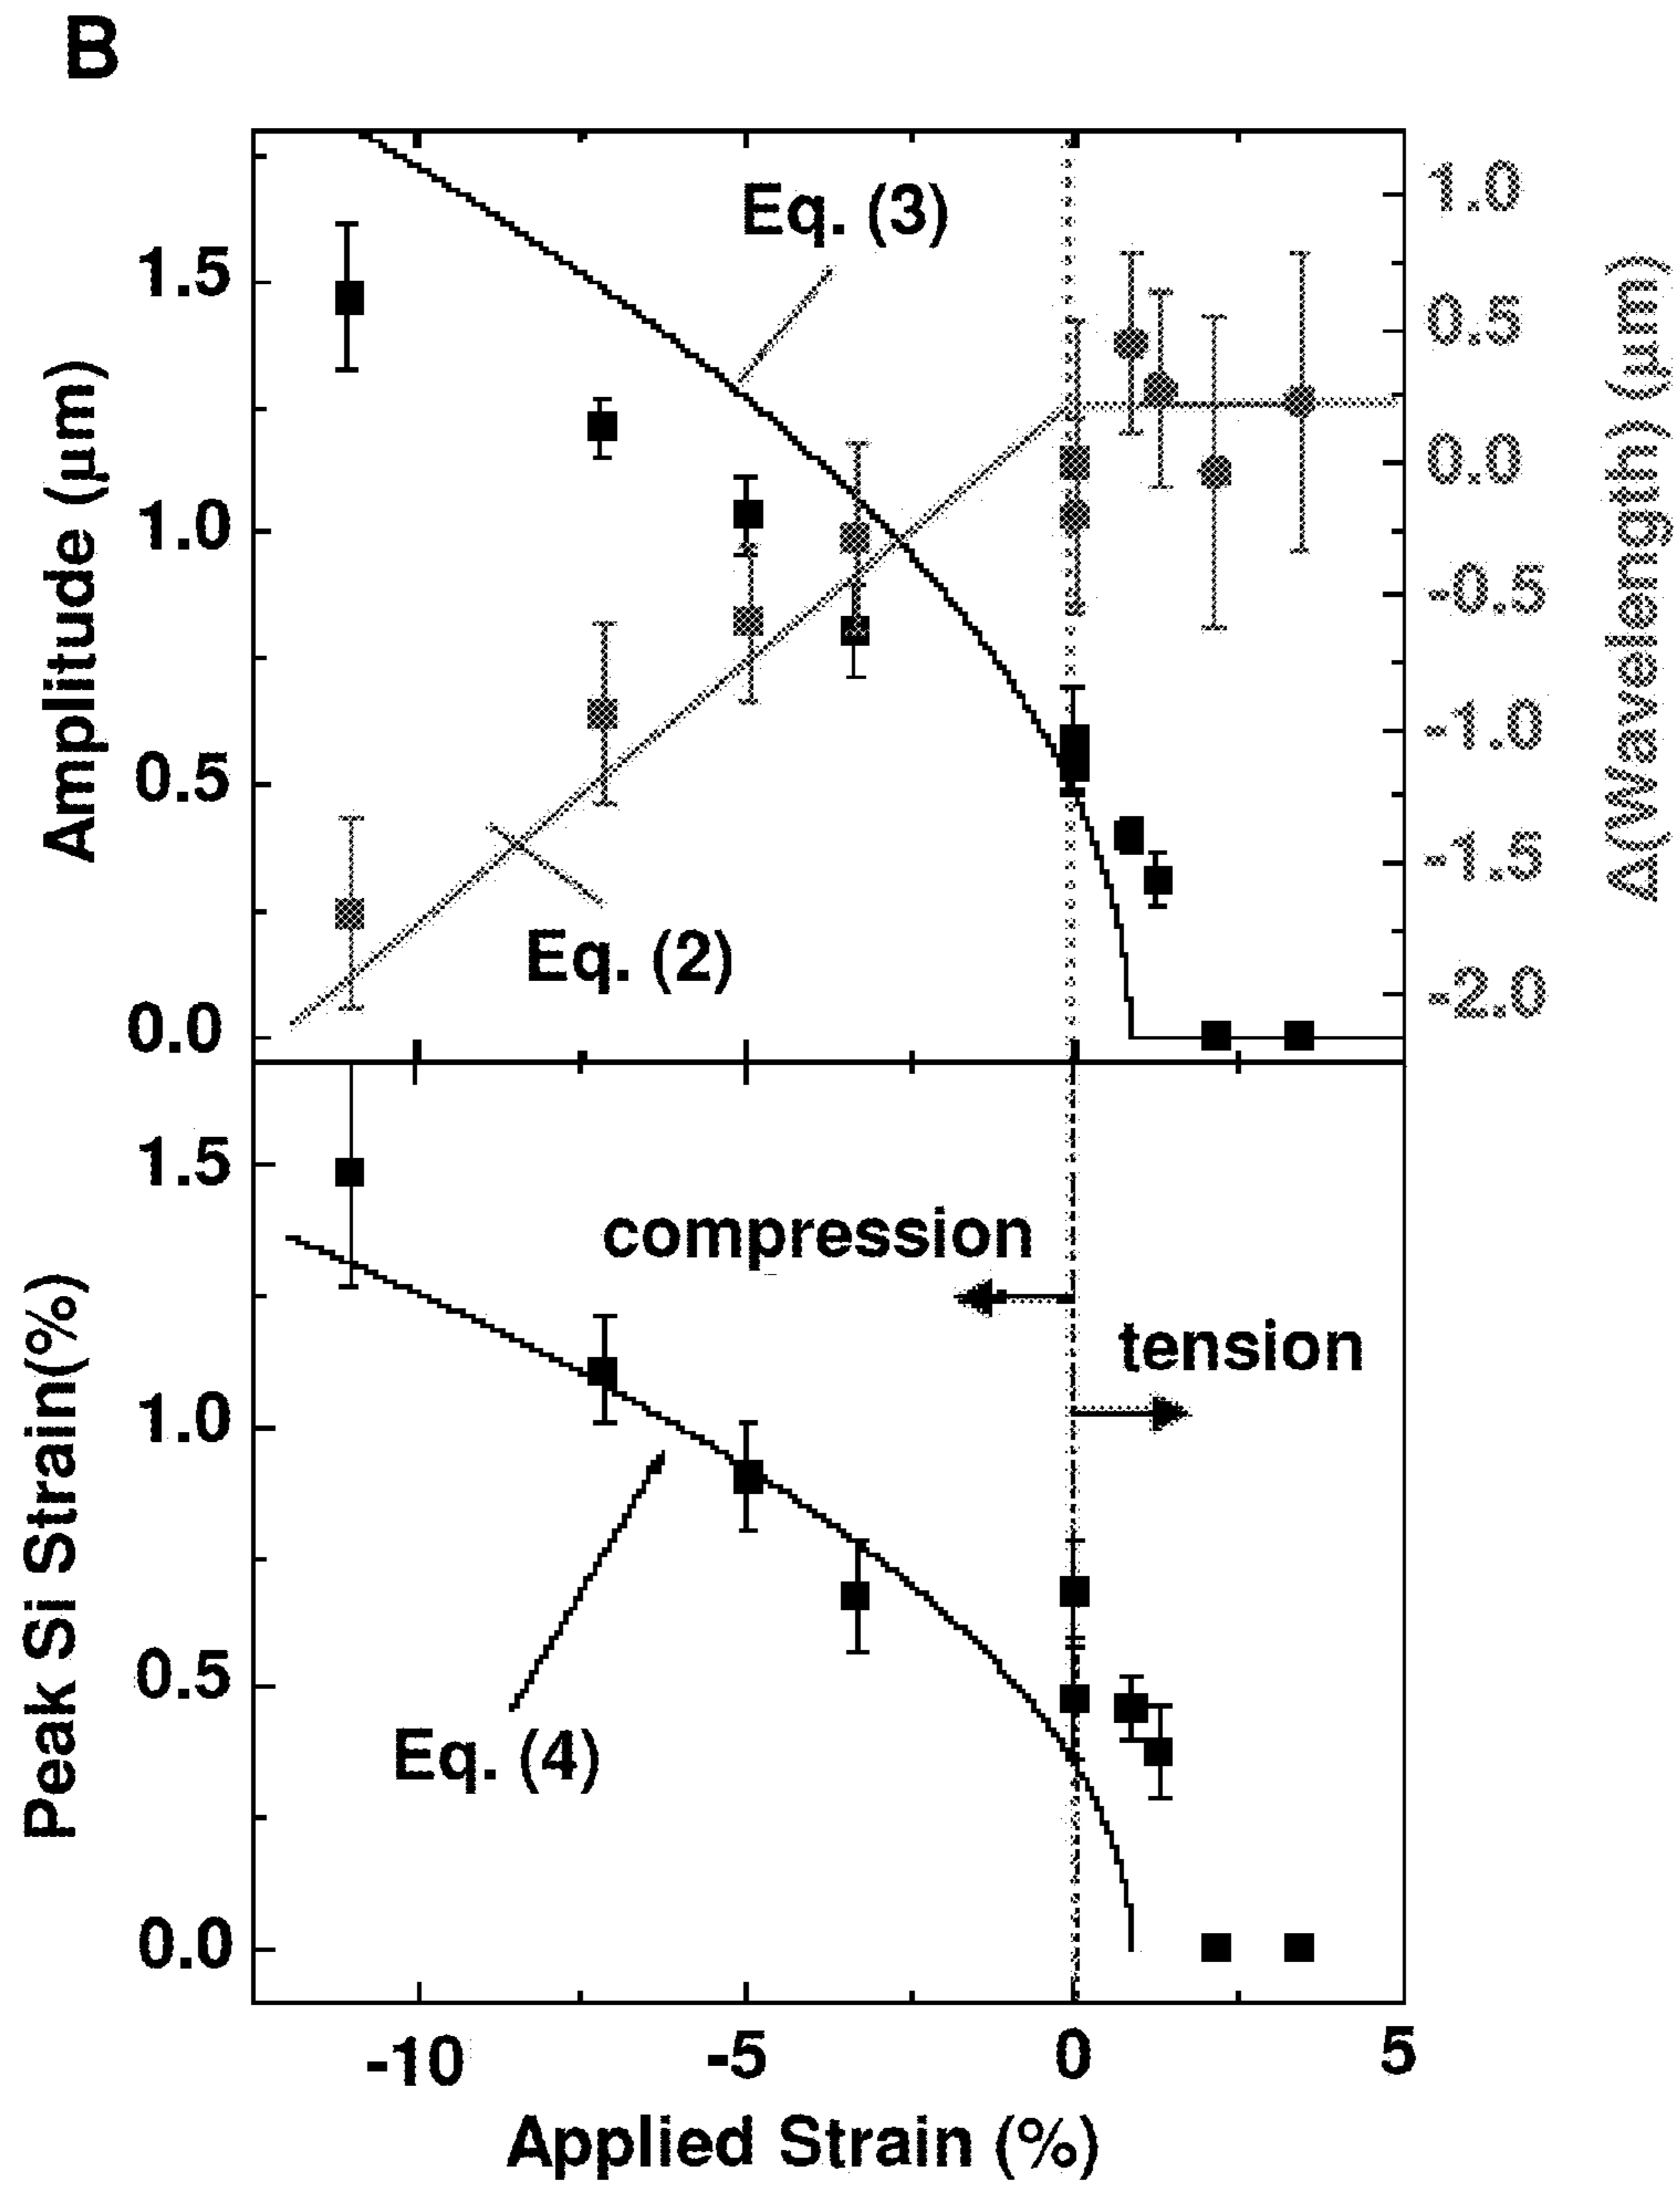 B
Eq. (3)
1.5
1.0
0.5
0.0
Amplitude (μm)
1.0
0.5
0.0
-0.5
-1.0
-1.5
-2.0
Δ(Wavelength) (μm)
Eq. (2)
1.5
1.0
0.5
0.0
Peak Si Strain(%)
compression
tension
Eq. (4)
-10 -5 0 5
Applied Strain (%)